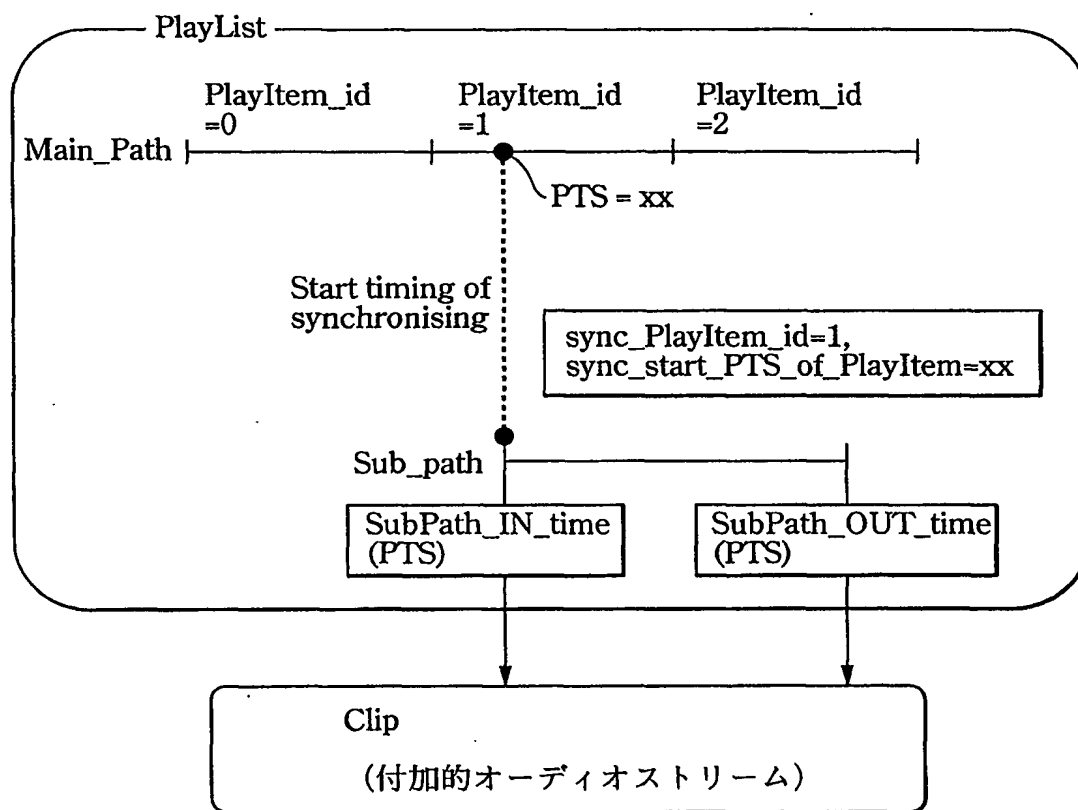 PlayList
PlayItem_id
=0
PlayItem_id
=1
PlayItem_id
=2
Main_Path
PTS = xx
Start timing of
synchronising
sync_PlayItem_id=1,
sync_start_PTS_of_PlayItem=xx
Sub_path
SubPath_IN_time
(PTS)
SubPath_OUT_time
(PTS)
Clip
(付加的オーディオストリーム)